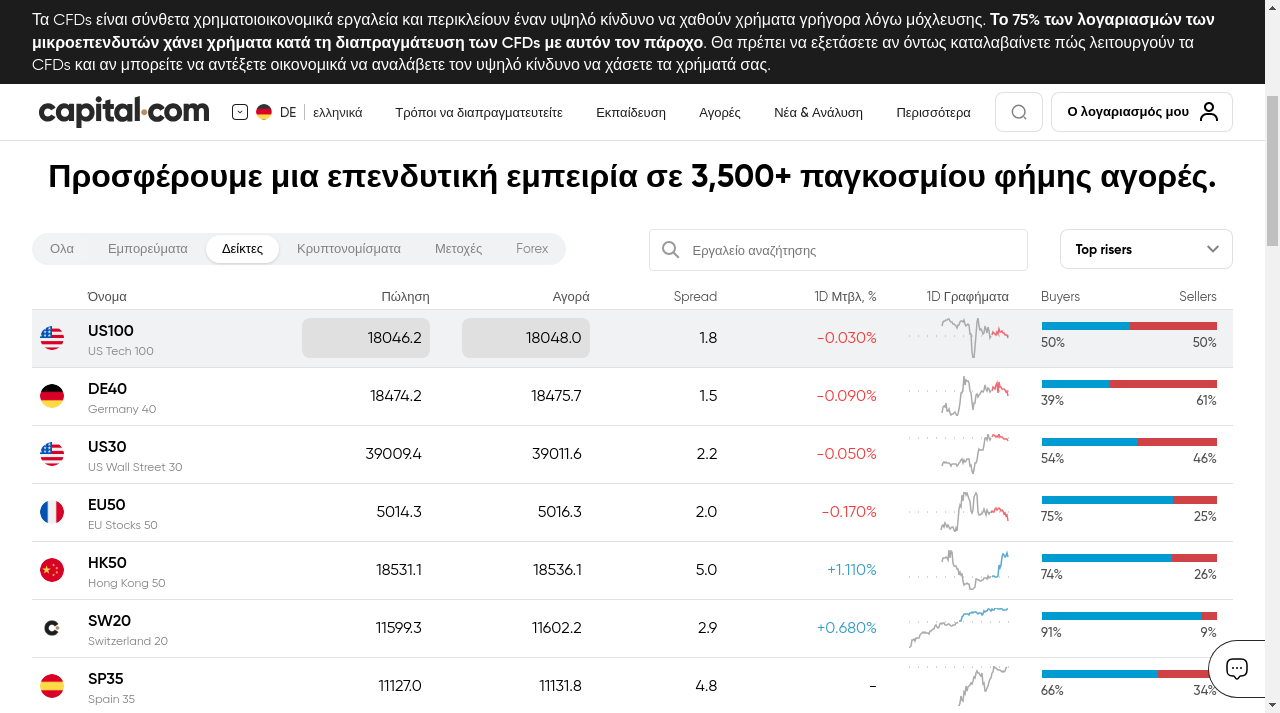 Τα CFDs είναι σύνθετα χρηματοιοικονομικά εργαλεία και περικλείουν έναν υψηλό κίνδυνο να χαθούν χρήματα γρήγορα λόγω μόχλευσης. Το 75% των λογαριασμών των
μικροεπενδυτών χάνει χρήματα κατά τη διαπραγμάτευση των CFDs με αυτόν τον πάροχο. Θα πρέπει να εξετάσετε αν όντως καταλαβαίνετε πώς λειτουργούν τα
CFDs και αν μπορείτε να αντέξετε οικονομικά να αναλάβετε τον υψηλό κίνδυνο να χάσετε τα χρήματά σας.
capital.com DE ελληνικά Τρόποι να διαπραγματευτείτε Εκπαίδευση Αγορές Νέα & Ανάλυση Περισσότερα Ο λογαριασμός μου
Προσφέρουμε μια επενδυτική εμπειρία σε 3,500+ παγκοσμίου φήμης αγορές.
Ολα Εμπορεύματα Δείκτες Κρυπτονομίσματα Μετοχές Forex Εργαλείο αναζήτησης Top risers
Όνομα Πώληση Αγορά Spread 1D Μτβλ, % 1D Γραφήματα Buyers Sellers
US100 18046.2 18048.0 1.8 -0.030% 50% 50%
US Tech 100
DE40 18474.2 18475.7 1.5 -0.090% 39% 61%
Germany 40
US30 39009.4 39011.6 2.2 -0.050% 54% 46%
US Wall Street 30
EU50 5014.3 5016.3 2.0 -0.170% 75% 25%
EU Stocks 50
HK50 18531.1 18536.1 5.0 +1.110% 74% 26%
Hong Kong 50
SW20 11599.3 11602.2 2.9 +0.680% 91% 9%
Switzerland 20
SP35 11127.0 11131.8 4.8 - 66% 34%
Spain 35